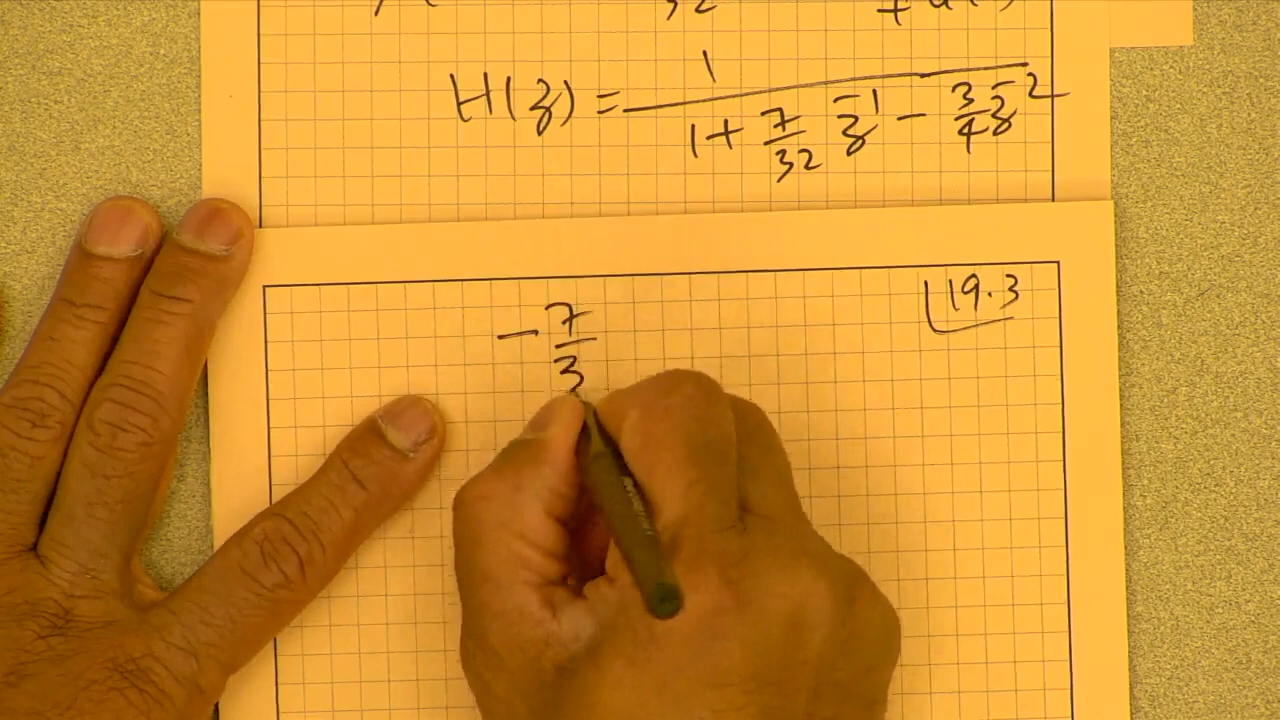 H(z) = 1 / (1 + 7/32 z^-1 - 3/4 z^-2)
19.3
- 7/3